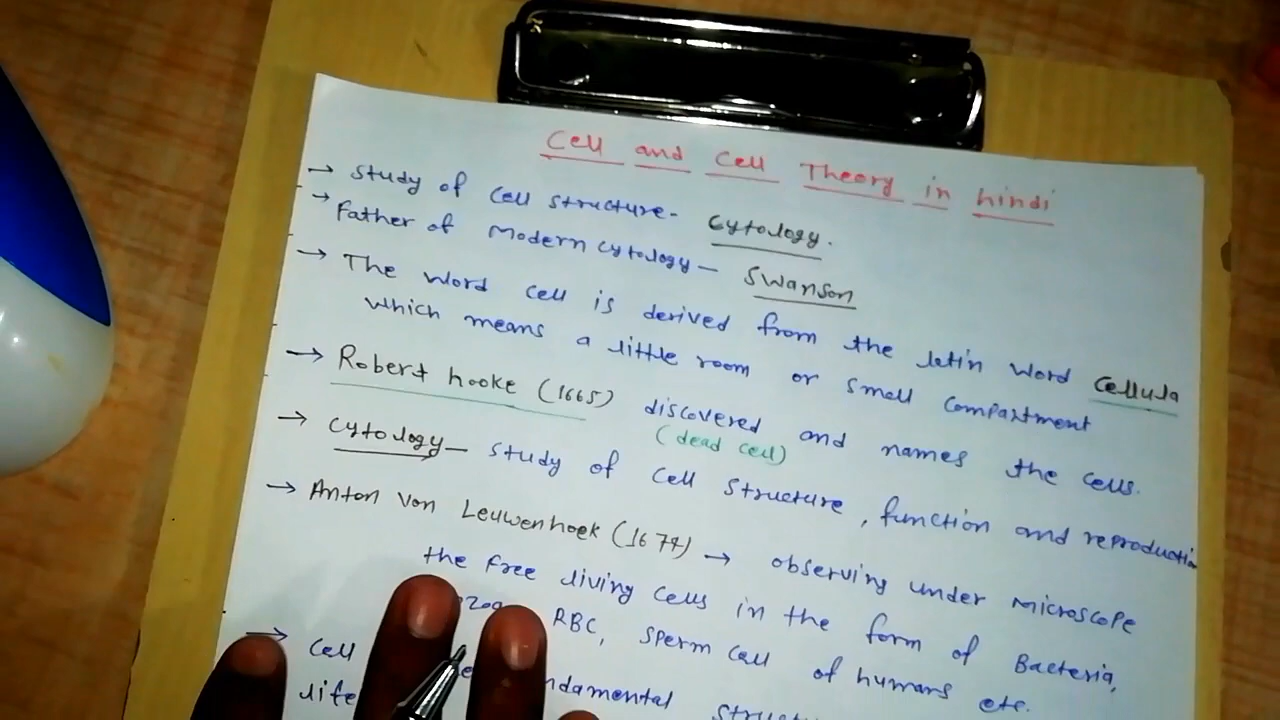 Cell and Cell Theory in hindi
→ Study of Cell structure- Cytology.
→ Father of Modern cytology- Swanson
→ The word cell is derived from the latin word Cellula
which means a little room or small compartment
→ Robert hooke (1665) discovered and names the cells.
(dead cell)
→ Cytology- study of cell structure, function and reproduction
→ Anton Von Leuwenhoek (1674) → observing under microscope
the free living cells in the form of Bacteria,
RBC, sperm cell of humans etc.
→ Cell
life